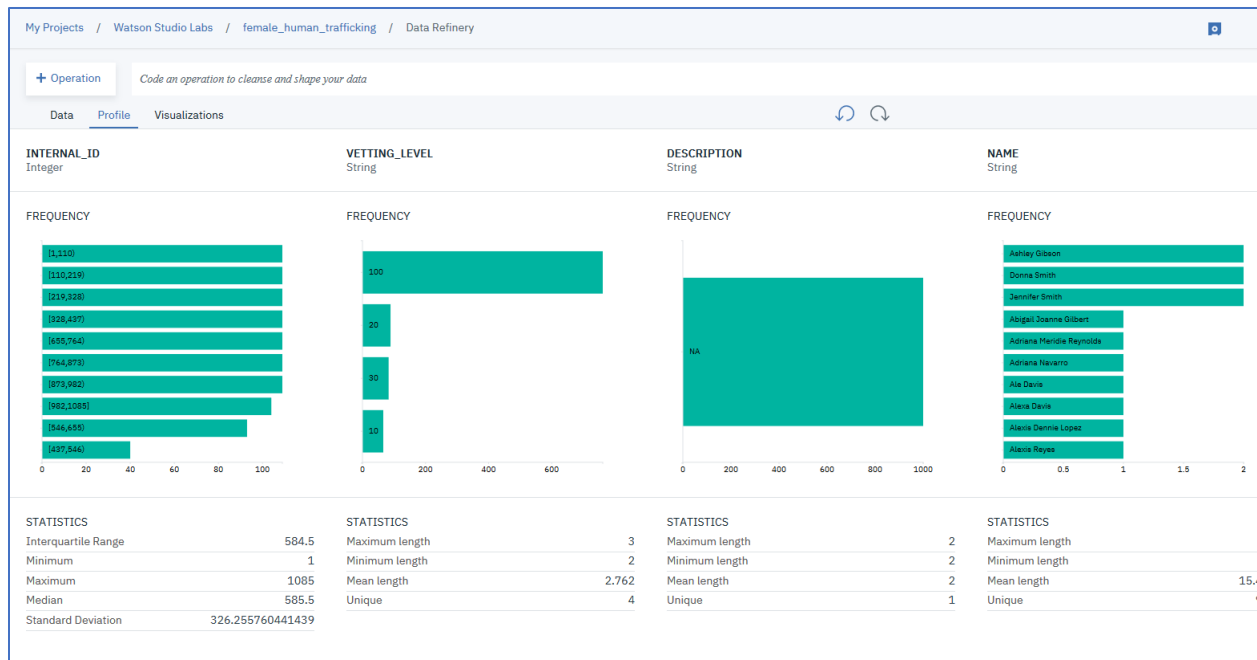 My Projects / Watson Studio Labs / female_human_trafficking / Data Refinery
+ Operation
Code an operation to cleanse and shape your data
Data Profile Visualizations
INTERNAL_ID VETTING_LEVEL DESCRIPTION NAME
Integer String String String
FREQUENCY FREQUENCY FREQUENCY FREQUENCY
[1,110)
[110,219)
[219,328)
[328,437)
[655,764)
[764,873)
[873,982)
[982,1085]
[546,655)
[437,546)
0 20 40 60 80 100
100
20
30
10
0 200 400 600
NA
0 200 400 600 800 1000
Ashley Gibson
Donna Smith
Jennifer Smith
Abigail Joanne Gilbert
Adriana Meridie Reynolds
Adriana Navarro
Ale Davie
Alexa Davis
Alexis Dennie Lopez
Alexis Reyes
0 0.5 1 1.5 2
STATISTICS STATISTICS STATISTICS STATISTICS
Interquartile Range 584.5 Maximum length 3 Maximum length 2 Maximum length
Minimum 1 Minimum length 2 Minimum length 2 Minimum length
Maximum 1085 Mean length 2.762 Mean length 2 Mean length 15.4
Median 585.5 Unique 4 Unique 1 Unique
Standard Deviation 326.255760441439